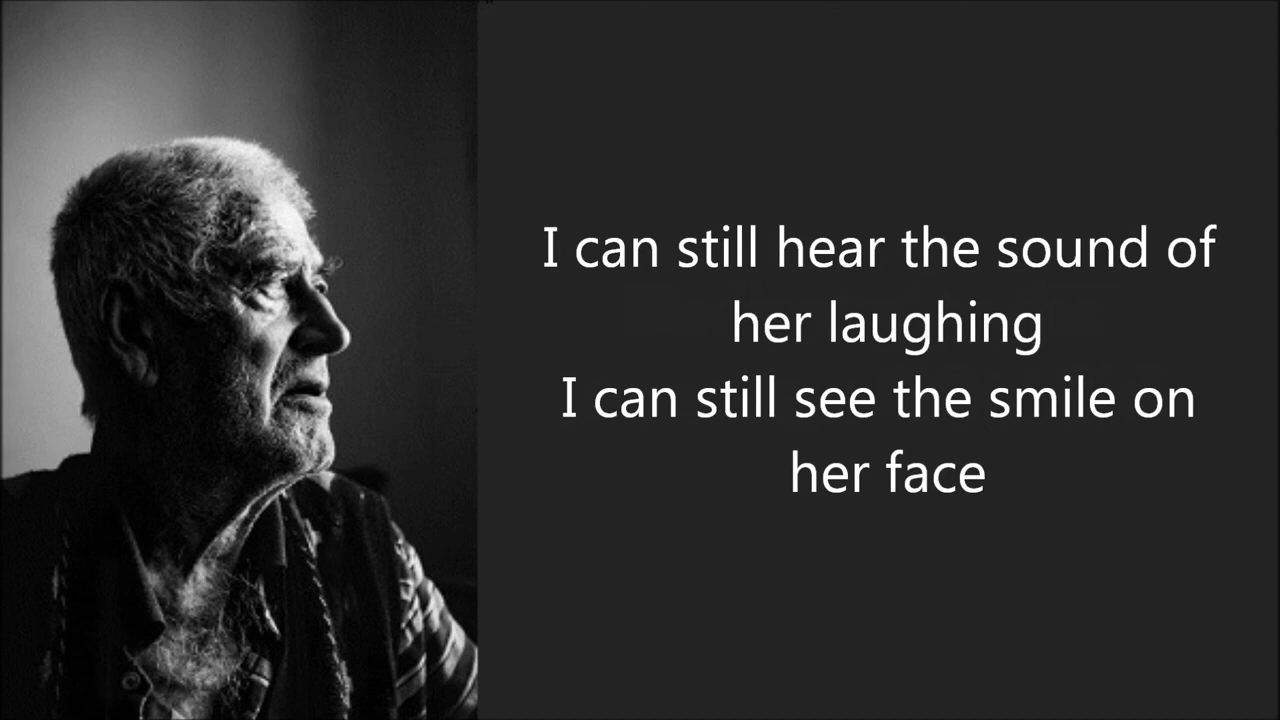 I can still hear the sound of
her laughing
I can still see the smile on
her face